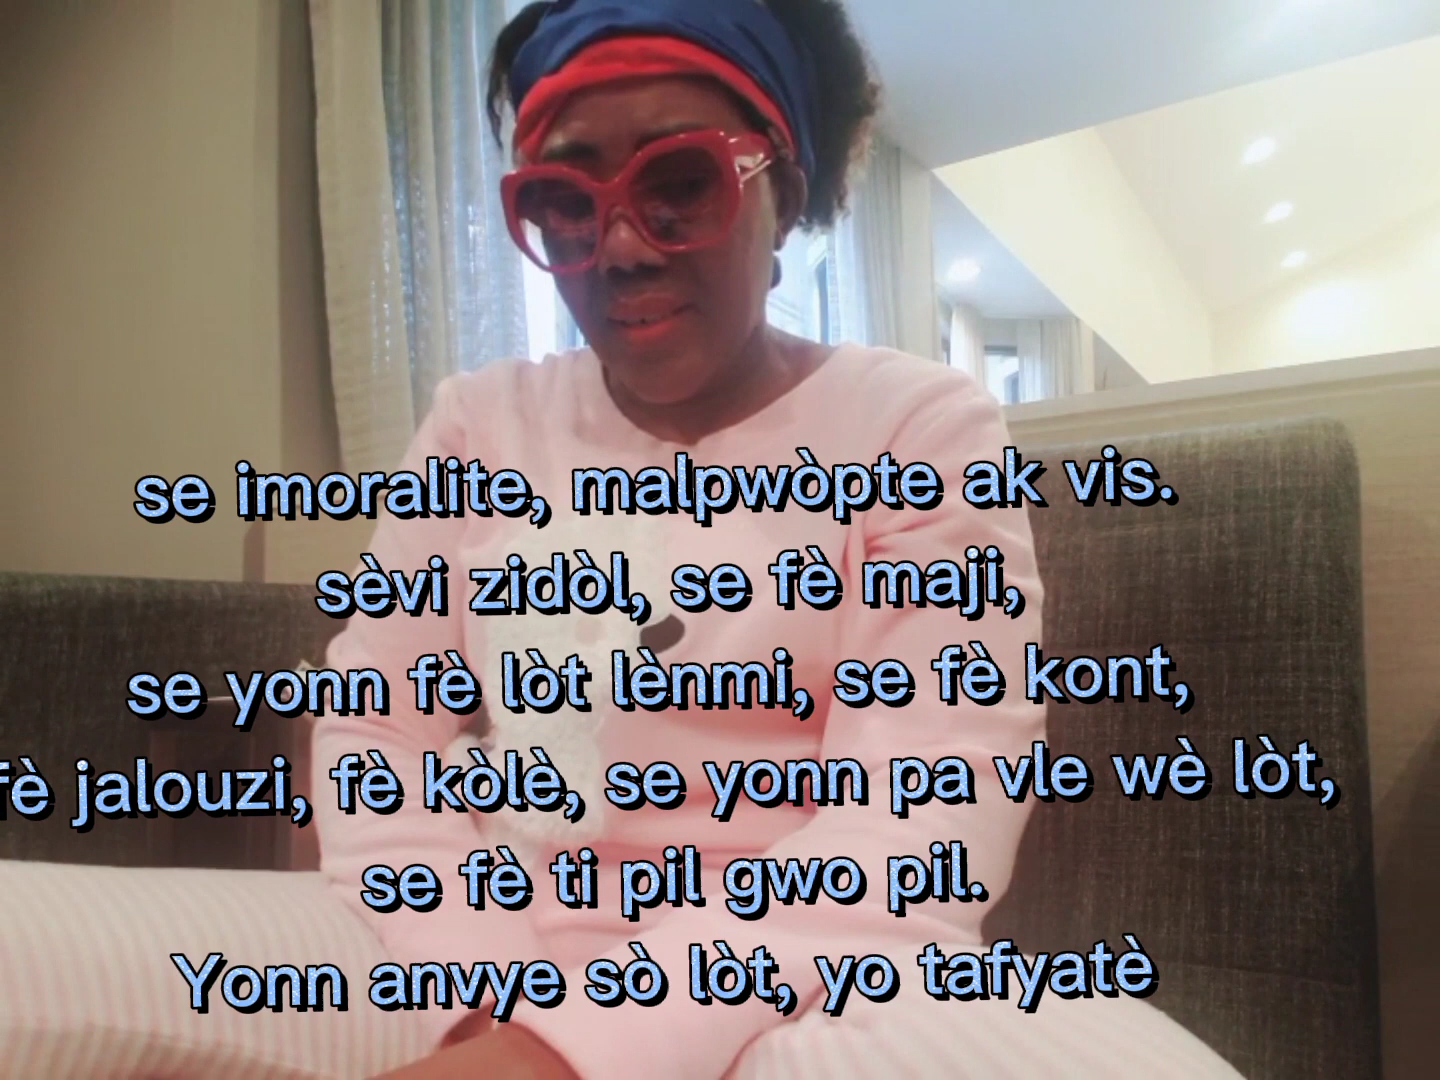 se imoralite, malpwòpte ak vis.
sèvi zidòl, se fè maji,
se yonn fè lòt lènmi, se fè kont,
fè jalouzi, fè kòlè, se yonn pa vle wè lòt,
se fè ti pil gwo pil.
Yonn anvye sò lòt, yo tafyatè